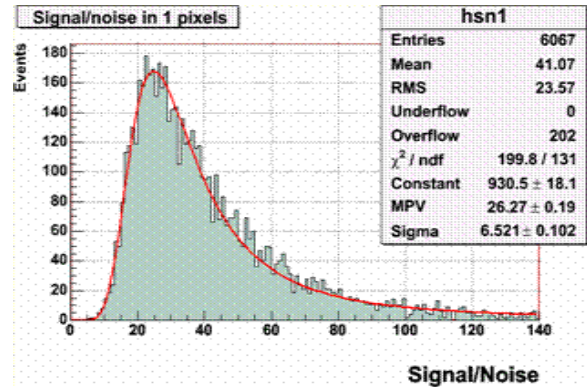 Signal/noise in 1 pixels
hsn1
Entries 6067
Mean 41.07
RMS 23.57
Underflow 0
Overflow 202
χ² / ndf 199.8 / 131
Constant 930.5 ± 18.1
MPV 26.27 ± 0.19
Sigma 6.521 ± 0.102
Events
180
160
140
120
100
80
60
40
20
0
0 20 40 60 80 100 120 140
Signal/Noise